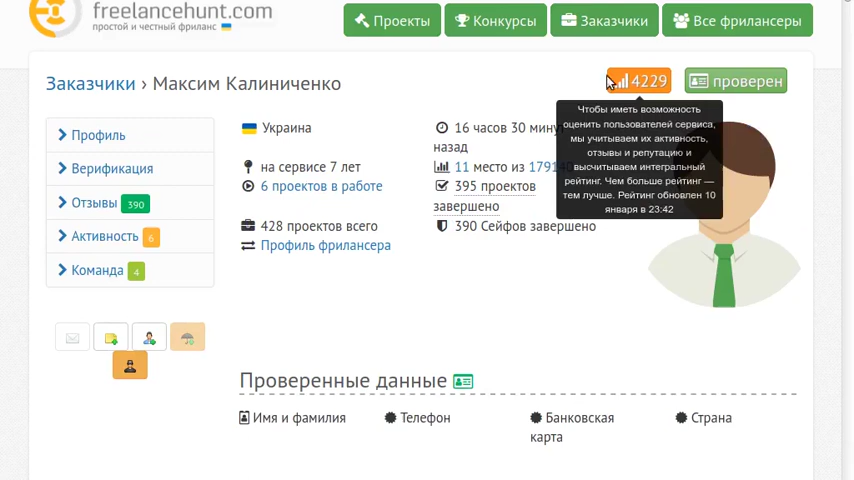 freelancehunt.com
простой и честный фриланс
Проекты
Конкурсы
Заказчики
Все фрилансеры
Заказчики › Максим Калиниченко
4229
проверен
Чтобы иметь возможность
оценить пользователей сервиса,
мы учитываем их активность,
отзывы и репутацию и
высчитываем интегральный
рейтинг. Чем больше рейтинг —
тем лучше. Рейтинг обновлен 10
января в 23:42
Профиль
Верификация
Отзывы 390
Активность 6
Команда 4
Украина
на сервисе 7 лет
6 проектов в работе
428 проектов всего
Профиль фрилансера
16 часов 30 минут
назад
11 место из
395 проектов
завершено
390 Сейфов завершено
Проверенные данные
Имя и фамилия
Телефон
Банковская
карта
Страна